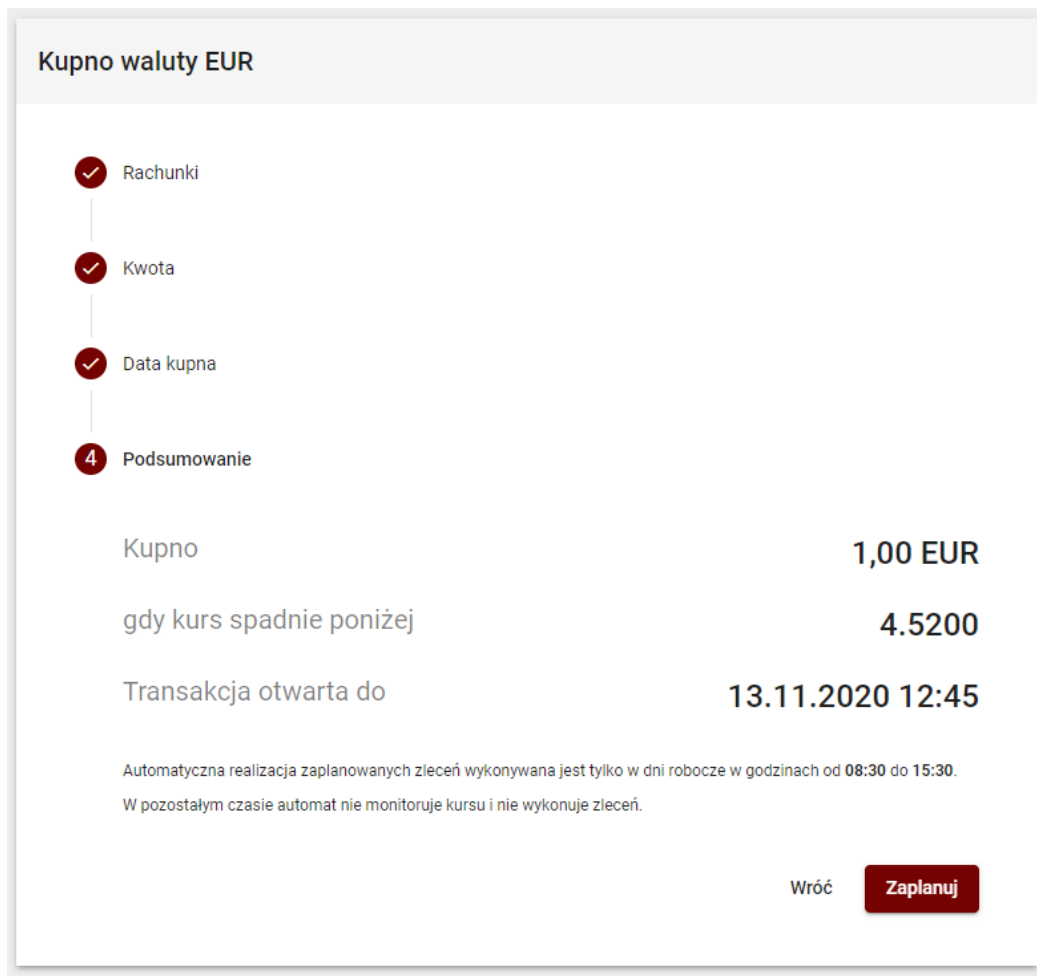 Kupno waluty EUR
Rachunki
Kwota
Data kupna
4 Podsumowanie
Kupno 1,00 EUR
gdy kurs spadnie poniżej 4.5200
Transakcja otwarta do 13.11.2020 12:45
Automatyczna realizacja zaplanowanych zleceń wykonywana jest tylko w dni robocze w godzinach od 08:30 do 15:30.
W pozostałym czasie automat nie monitoruje kursu i nie wykonuje zleceń.
Wróć Zaplanuj